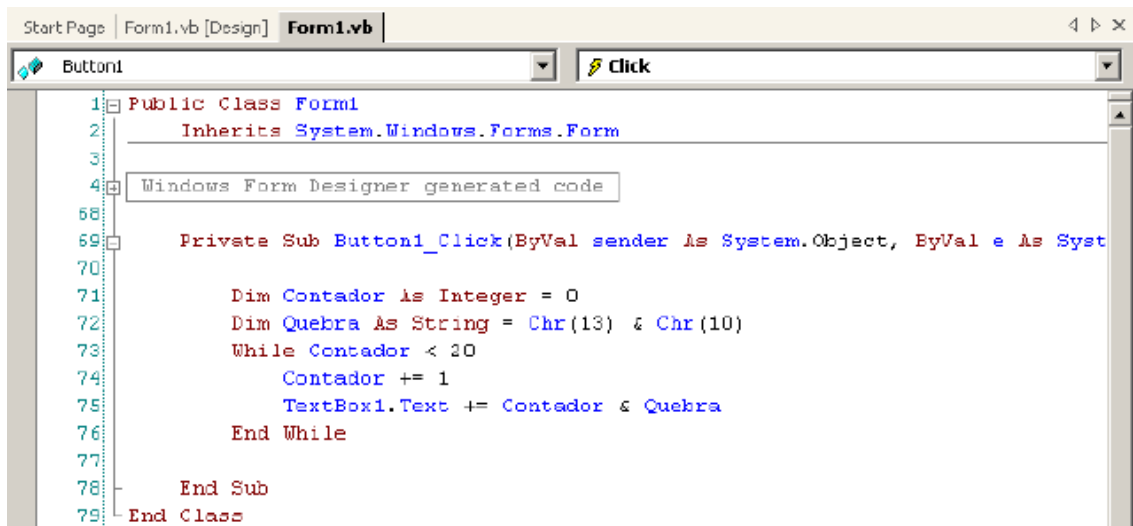 Start Page Form1.vb [Design] Form1.vb
Button1 Click
1 Public Class Form1
2 Inherits System.Windows.Forms.Form
3
4 Windows Form Designer generated code
68
69 Private Sub Button1_Click(ByVal sender As System.Object, ByVal e As Syst
70
71 Dim Contador As Integer = 0
72 Dim Quebra As String = Chr(13) & Chr(10)
73 While Contador < 20
74 Contador += 1
75 TextBox1.Text += Contador & Quebra
76 End While
77
78 End Sub
79 End Class